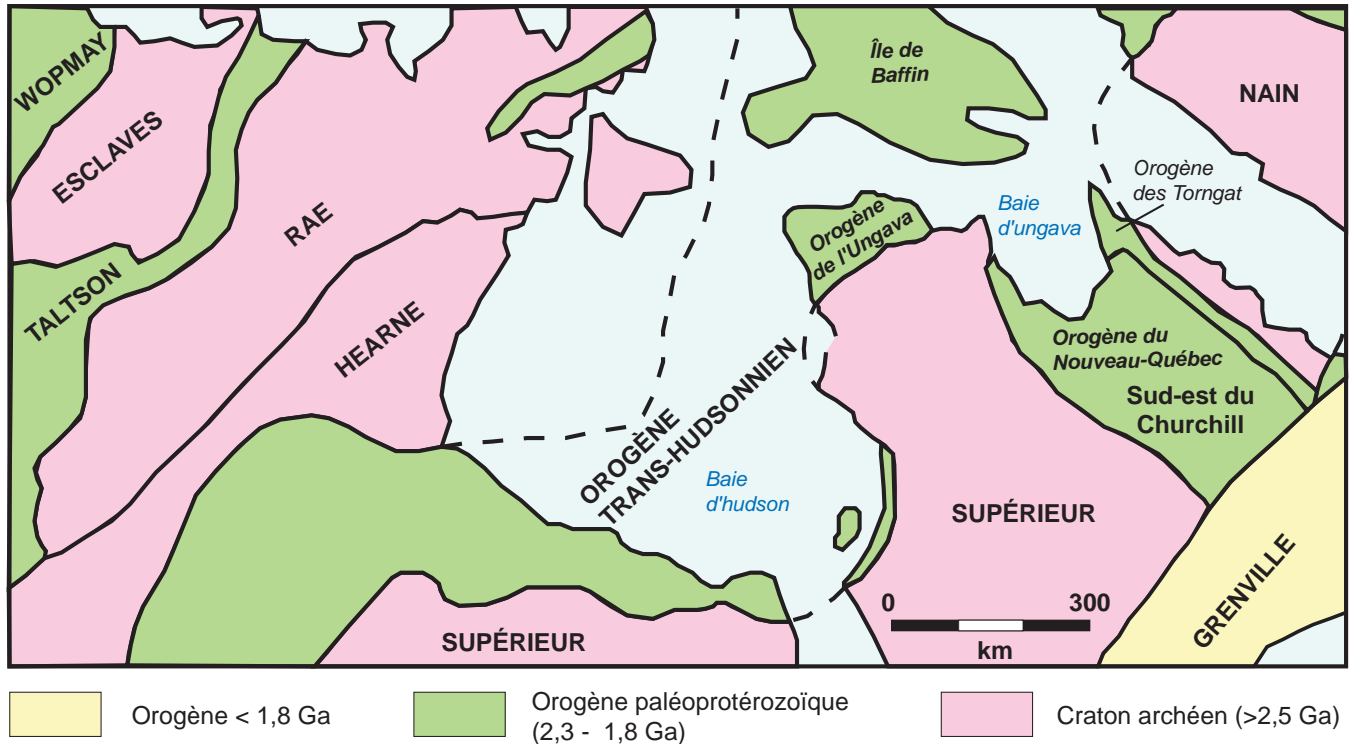 WOPMAY
ESCLAVES
TALTSON
RAE
HEARNE
Île de
Baffin
NAIN
Orogène
des Torngat
Baie
d'ungava
Orogène
de l'Ungava
Orogène du
Nouveau-Québec
Sud-est du
Churchill
OROGÈNE
TRANS-HUDSONNIEN
Baie
d'hudson
SUPÉRIEUR
SUPÉRIEUR
GRENVILLE
0 300
km
Orogène < 1,8 Ga
Orogène paléoprotérozoïque
(2,3 - 1,8 Ga)
Craton archéen (>2,5 Ga)